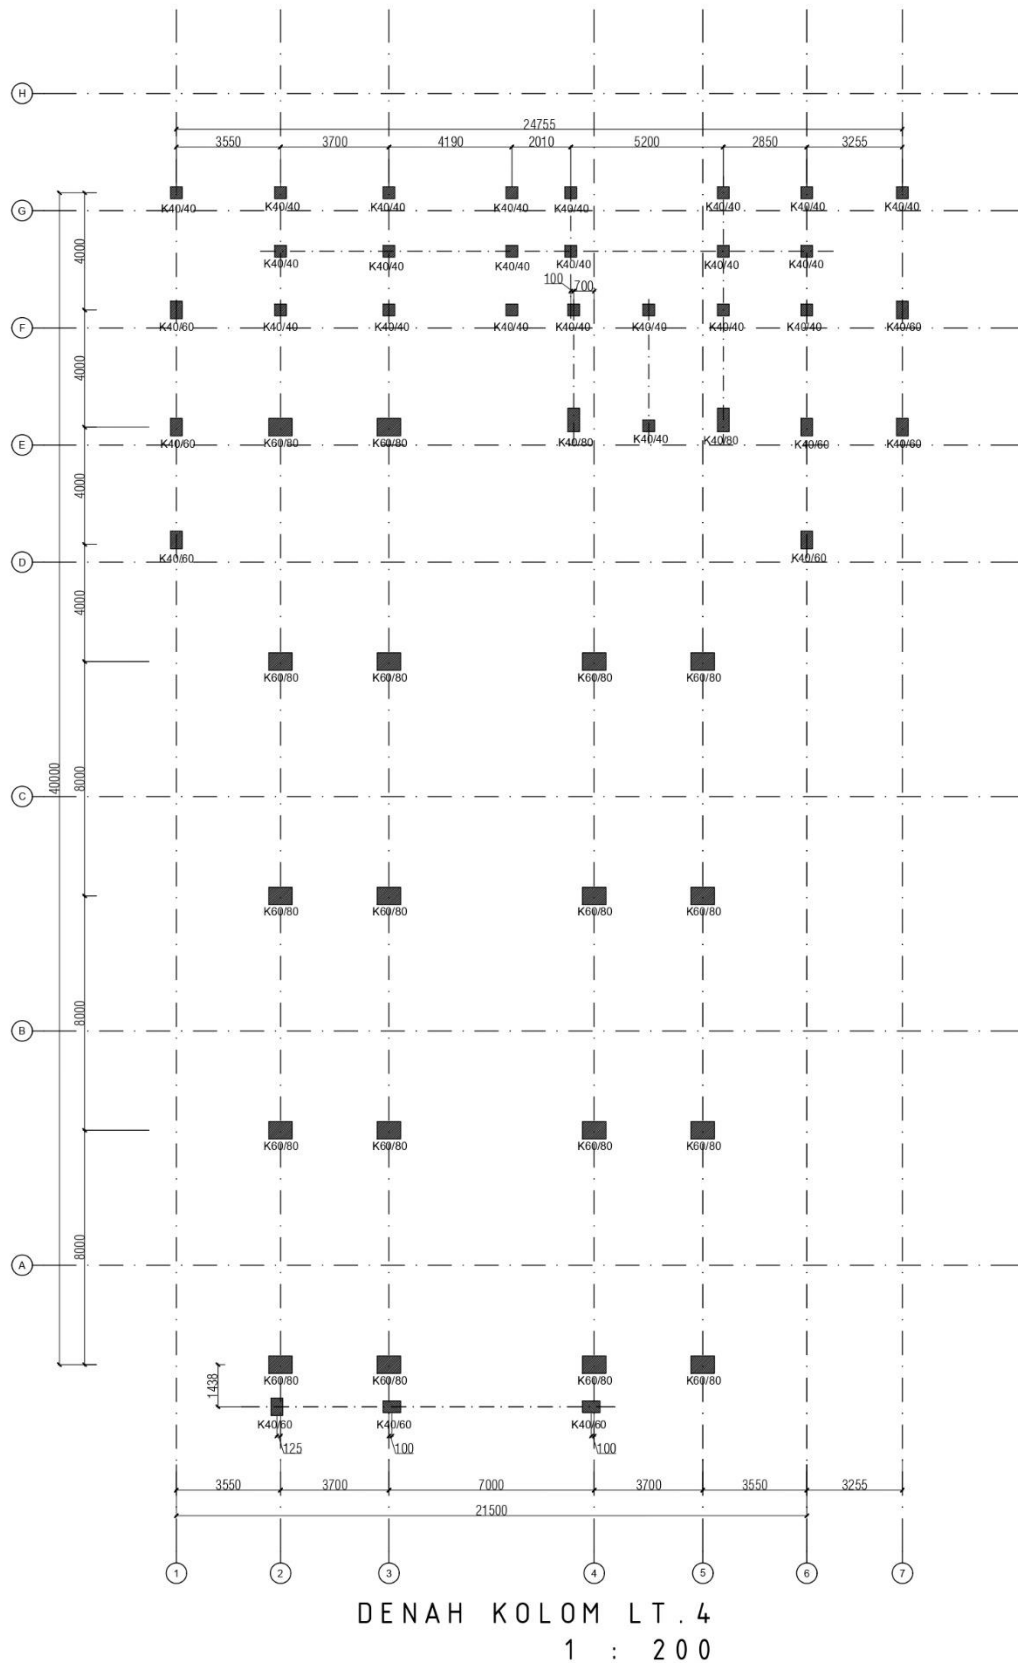 H
24755
3550 3700 4190 2010 5200 2850 3255
K40/40 K40/40 K40/40 K40/40 K40/40 K40/40 K40/40 K40/40
G
4000
K40/40 K40/40 K40/40 K40/40 K40/40 K40/40
100 700
K40/60 K40/40 K40/40 K40/40 K40/40 K40/40 K40/40 K40/40 K40/60
F
4000
K40/60 K60/80 K60/80 K40/80 K40/40 K40/80 K40/60 K40/60
E
4000
K40/60 K40/60
D
4000
K60/80 K60/80 K60/80 K60/80
40000
8000
C
K60/80 K60/80 K60/80 K60/80
8000
B
K60/80 K60/80 K60/80 K60/80
8000
A
K60/80 K60/80 K60/80 K60/80
1438
K40/60 K40/60 K40/60
125 100 100
3550 3700 7000 3700 3550 3255
21500
1 2 3 4 5 6 7
DENAH KOLOM LT.4
1 : 200